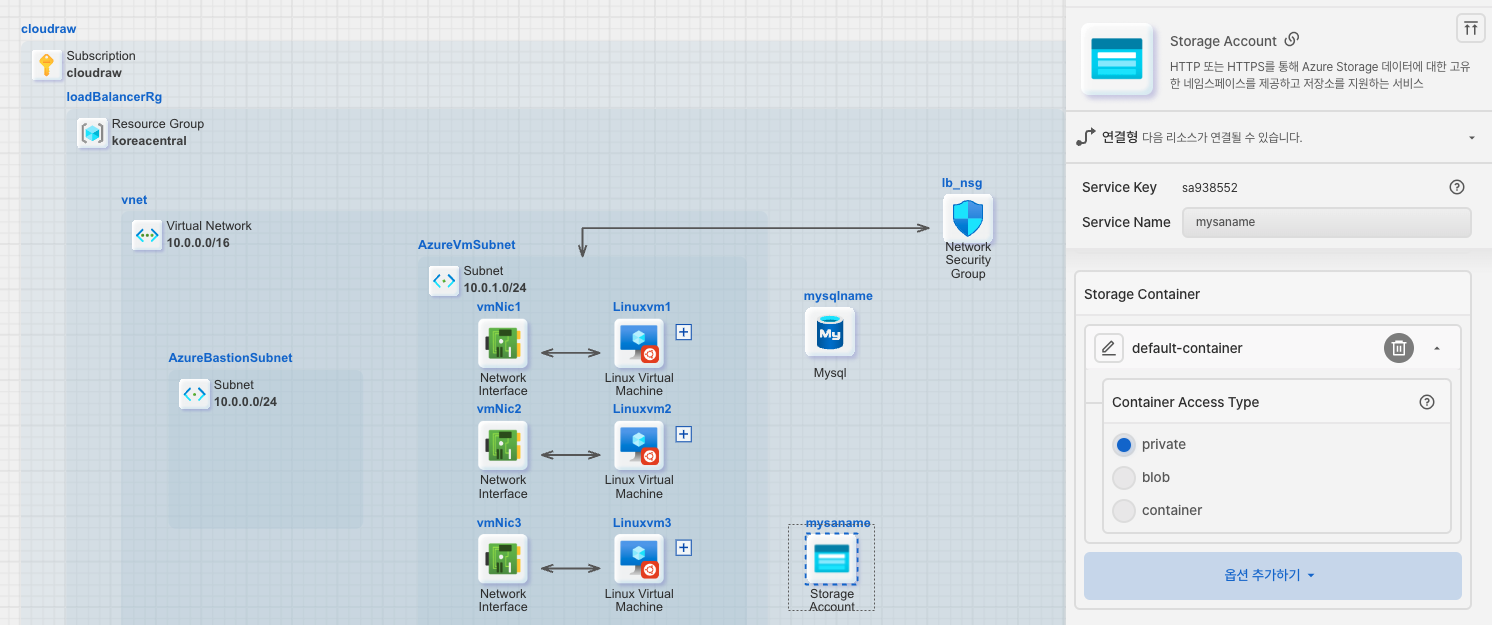 cloudraw
Subscription
cloudraw
loadBalancerRg
Resource Group
koreacentral
vnet
Virtual Network
10.0.0.0/16
AzureBastionSubnet
Subnet
10.0.0.0/24
AzureVmSubnet
Subnet
10.0.1.0/24
vmNic1
Network
Interface
Linuxvm1
Linux Virtual
Machine
vmNic2
Network
Interface
Linuxvm2
Linux Virtual
Machine
vmNic3
Network
Interface
Linuxvm3
Linux Virtual
Machine
lb_nsg
Network
Security
Group
mysqlname
My
Mysql
mysaname
Storage
Account
Storage Account
HTTP 또는 HTTPS를 통해 Azure Storage 데이터에 대한 고유
한 네임스페이스를 제공하고 저장소를 지원하는 서비스
연결형 다음 리소스가 연결될 수 있습니다.
Service Key sa938552
Service Name mysaname
Storage Container
default-container
Container Access Type
private
blob
container
옵션 추가하기